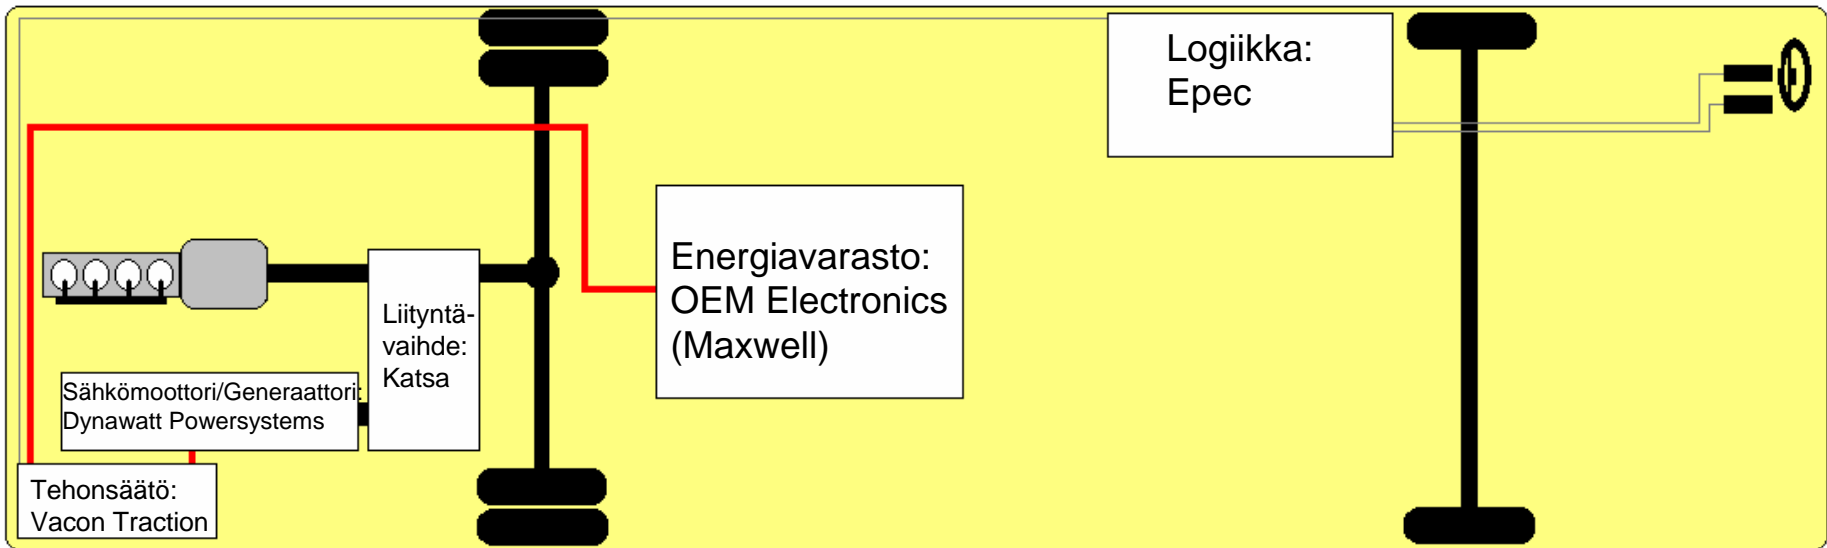 Logiikka:
Epec
Energiavarasto:
OEM Electronics
(Maxwell)
Liityntä-
vaihde:
Katsa
Sähkömoottori/Generaattori:
Dynawatt Powersystems
Tehonsäätö:
Vacon Traction